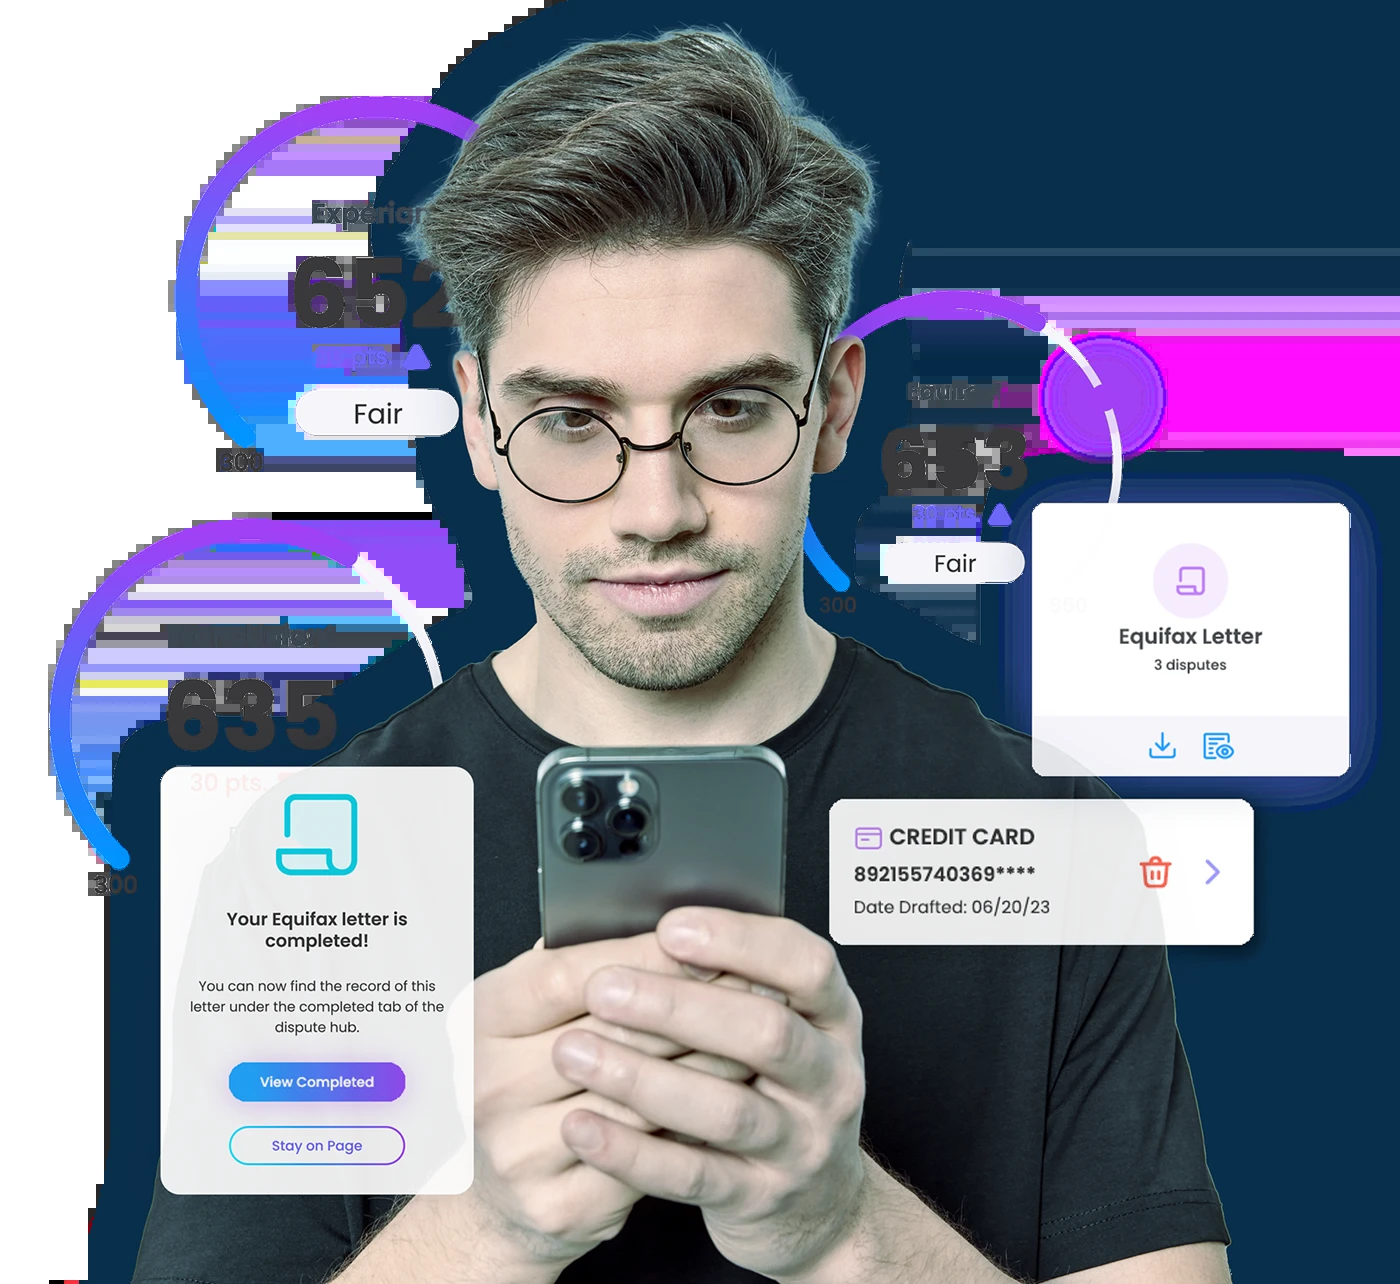 Experian
652
pts.
Fair
300
Equifax
653
30 pts.
Fair
300
850
635
30 pts.
300
Equifax Letter
3 disputes
CREDIT CARD
892155740369****
Date Drafted: 06/20/23
Your Equifax letter is
completed!
You can now find the record of this
letter under the completed tab of the
dispute hub.
View Completed
Stay on Page